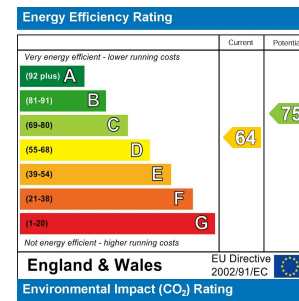 Energy Efficiency Rating
Current
Very energy efficient - lower running costs
(92 plus) A
(81-91) B
(69-80) C
75
(55-68) D
64
(39-54) E
(21-38) F
(1-20) G
Not energy efficient - higher running costs
England & Wales
EU Directive
2002/91/EC
Environmental Impact (CO₂) Rating